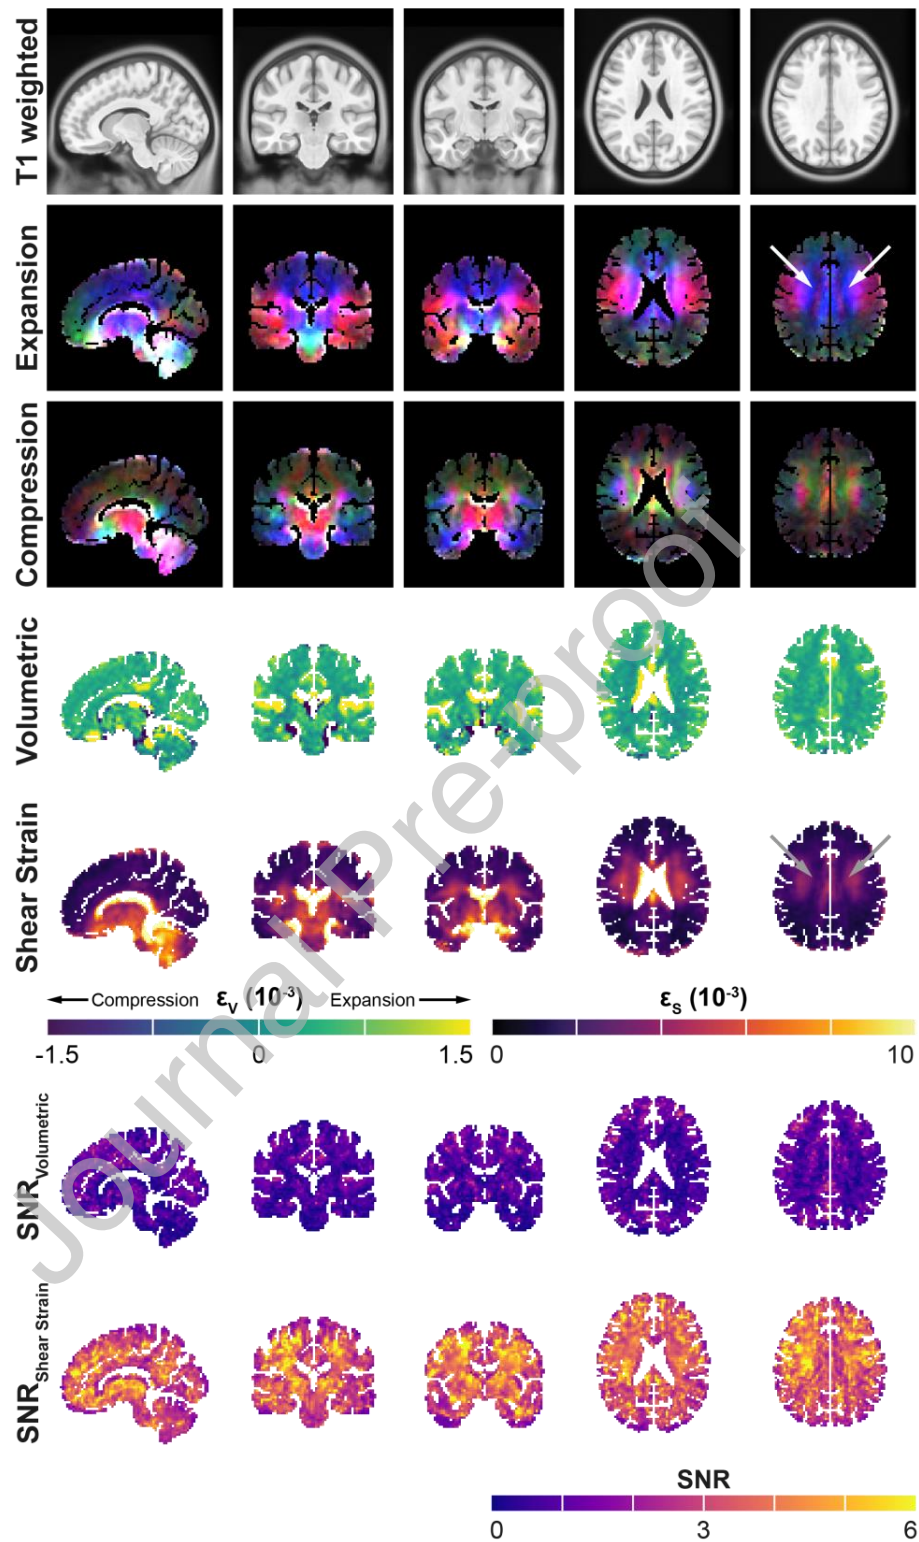 T1 weighted
Expansion
Compression
Volumetric
Shear Strain
Compression εV (10-3) Expansion
εS (10-3)
-1.5 0 1.5
0 10
SNRVolumetric
SNRShear Strain
SNR
0 3 6
Journal Pre-proof